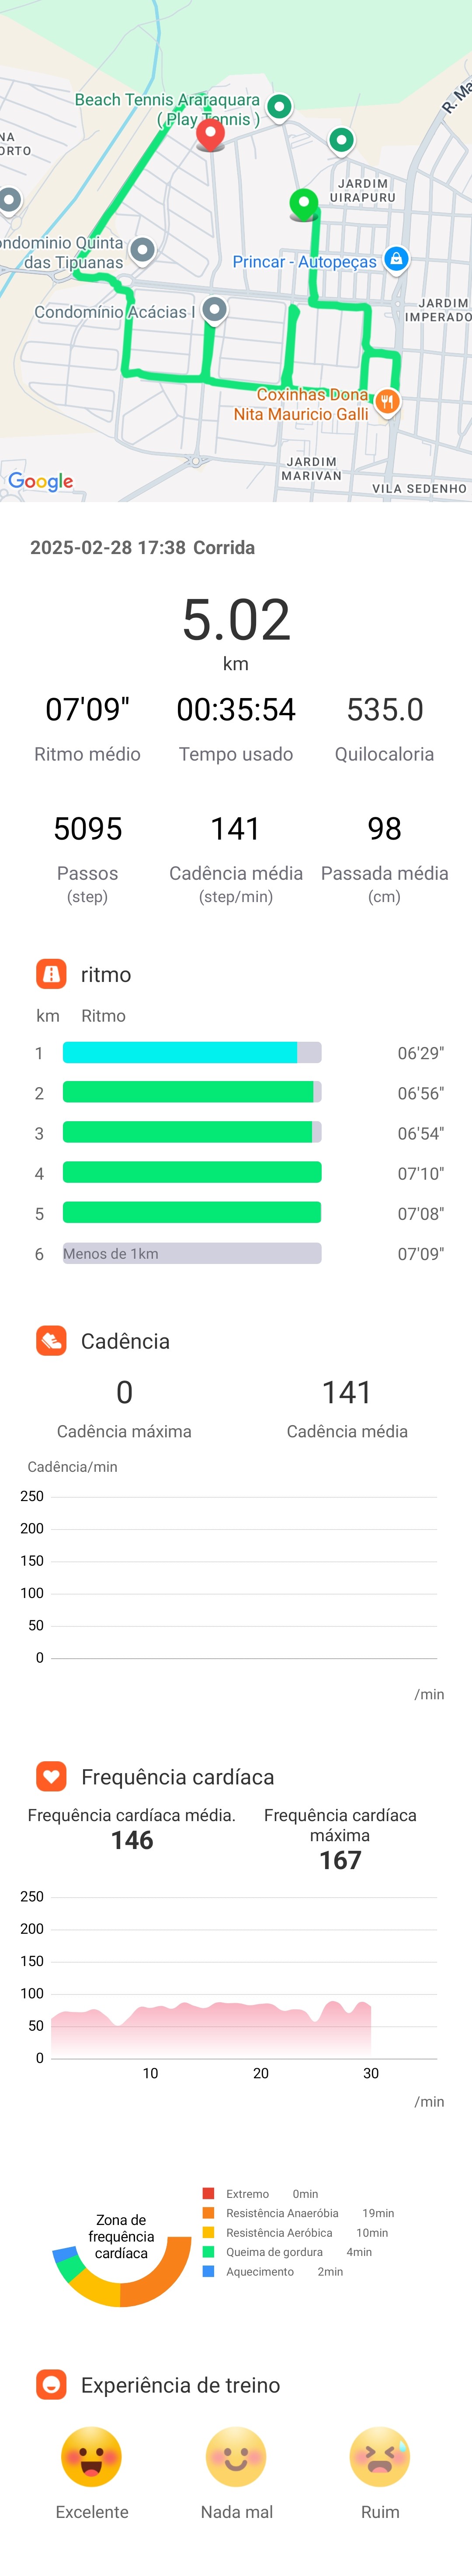 R. Ma
Beach Tennis Araraquara
( Play Tennis )
NA
ORTO
JARDIM
UIRAPURU
ondomínio Quinta
das Tipuanas
Princar - Autopeças
JARDIM
IMPERADO
Condomínio Acácias I
Coxinhas Dona
Nita Mauricio Galli
JARDIM
MARIVAN
VILA SEDENHO
Google
2025-02-28 17:38 Corrida
5.02
km
07'09" 00:35:54 535.0
Ritmo médio Tempo usado Quilocaloria
5095 141 98
Passos Cadência média Passada média
(step) (step/min) (cm)
ritmo
km Ritmo
1 06'29"
2 06'56"
3 06'54"
4 07'10"
5 07'08"
6 Menos de 1km 07'09"
Cadência
0 141
Cadência máxima Cadência média
Cadência/min
250
200
150
100
50
0
/min
Frequência cardíaca
Frequência cardíaca média. Frequência cardíaca
máxima
146 167
250
200
150
100
50
0
10 20 30
/min
Zona de
frequência
cardíaca
Extremo 0min
Resistência Anaeróbia 19min
Resistência Aeróbica 10min
Queima de gordura 4min
Aquecimento 2min
Experiência de treino
Excelente Nada mal Ruim